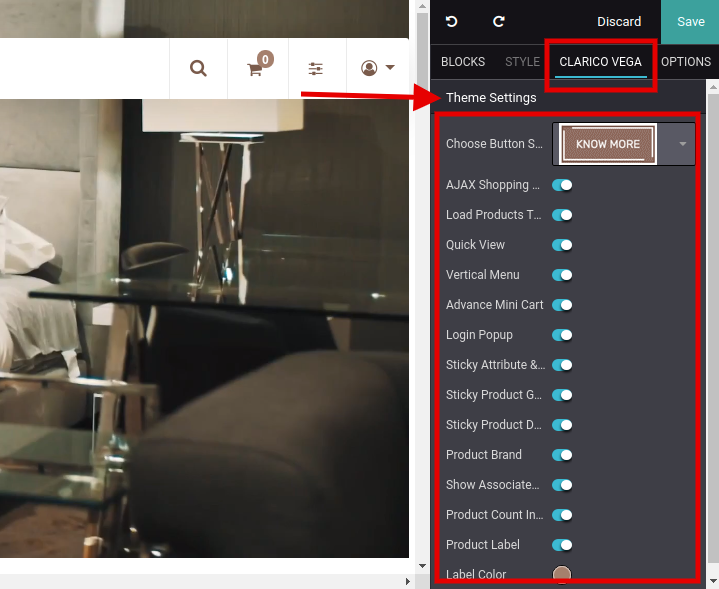 Discard
Save
0
BLOCKS
STYLE
CLARICO VEGA
OPTIONS
Theme Settings
Choose Button S...
KNOW MORE
AJAX Shopping ...
Load Products T...
Quick View
Vertical Menu
Advance Mini Cart
Login Popup
Sticky Attribute &...
Sticky Product G...
Sticky Product D...
Product Brand
Show Associate...
Product Count In...
Product Label
Label Color